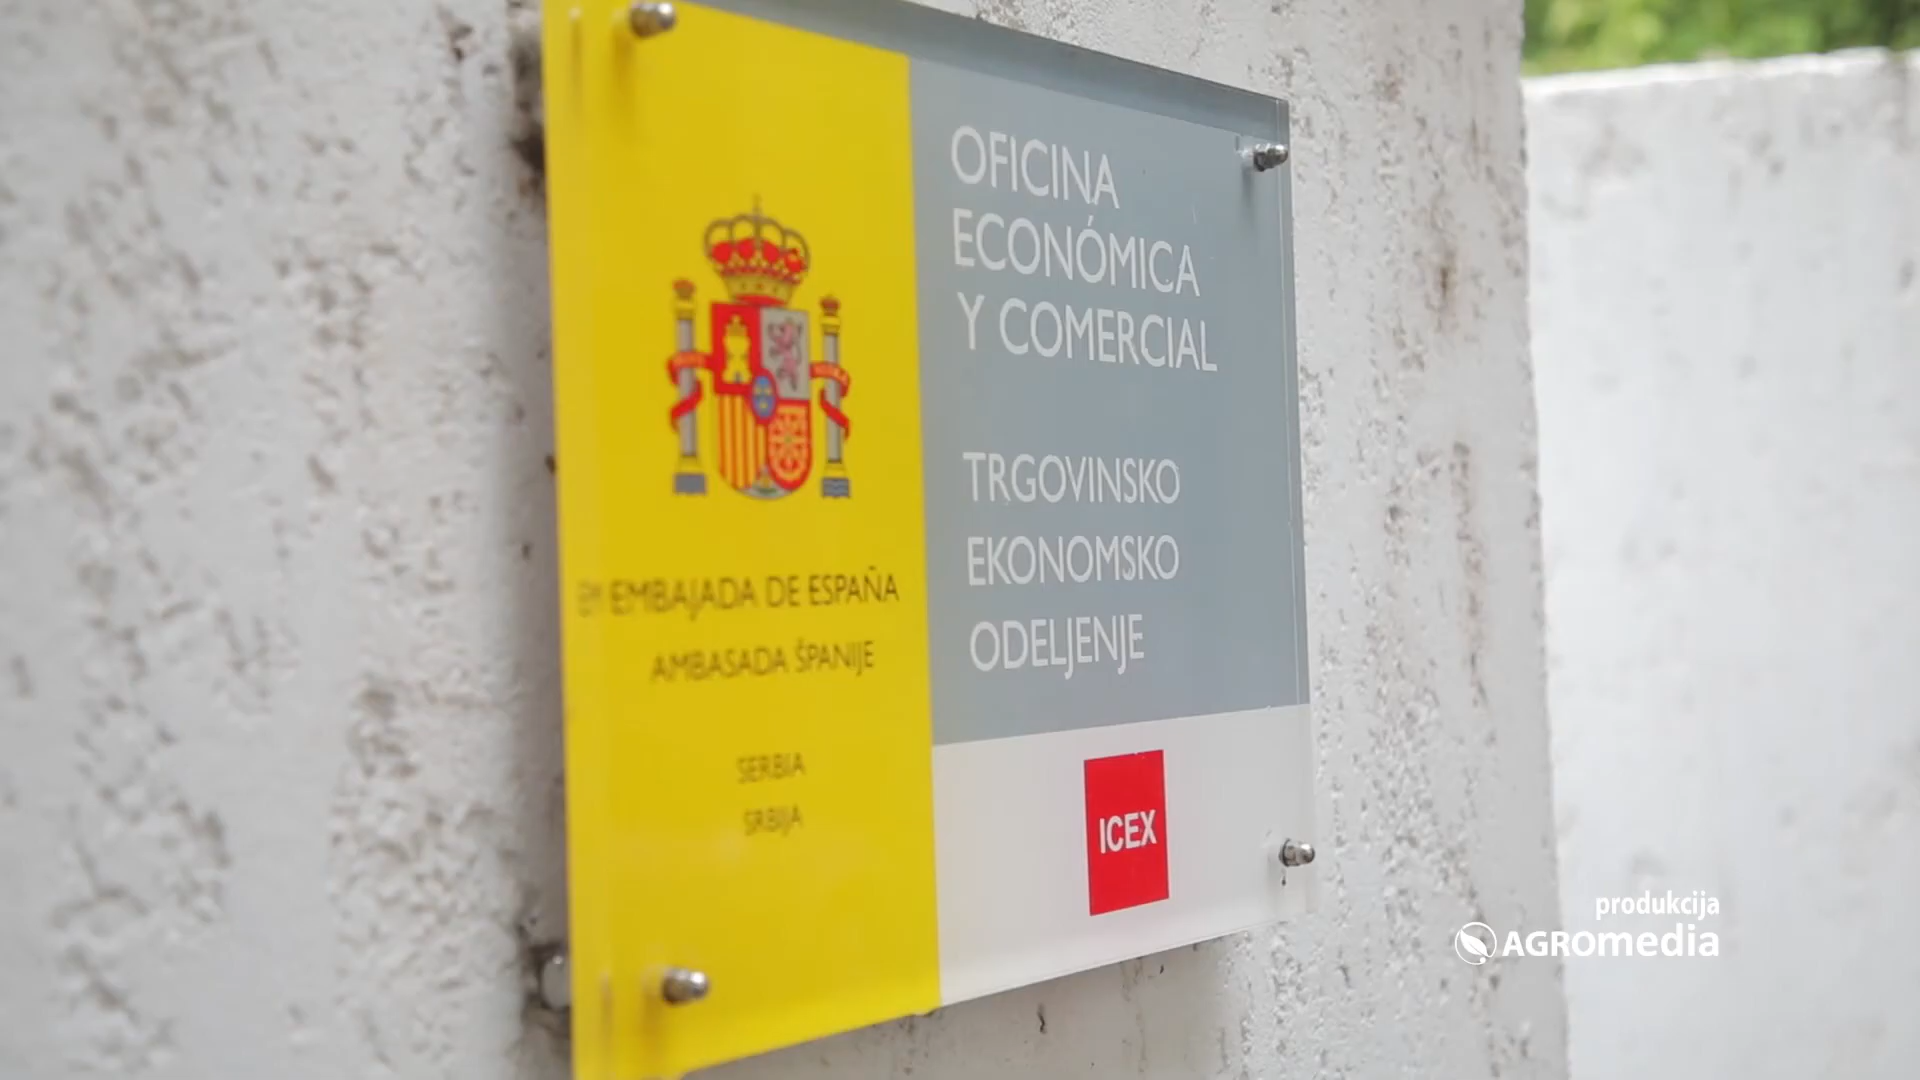 EMBAJADA DE ESPAÑA
AMBASADA ŠPANIJE
SERBIA
SRBIJA
OFICINA
ECONÓMICA
Y COMERCIAL
TRGOVINSKO
EKONOMSKO
ODELJENJE
ICEX
produkcija
AGROmedia